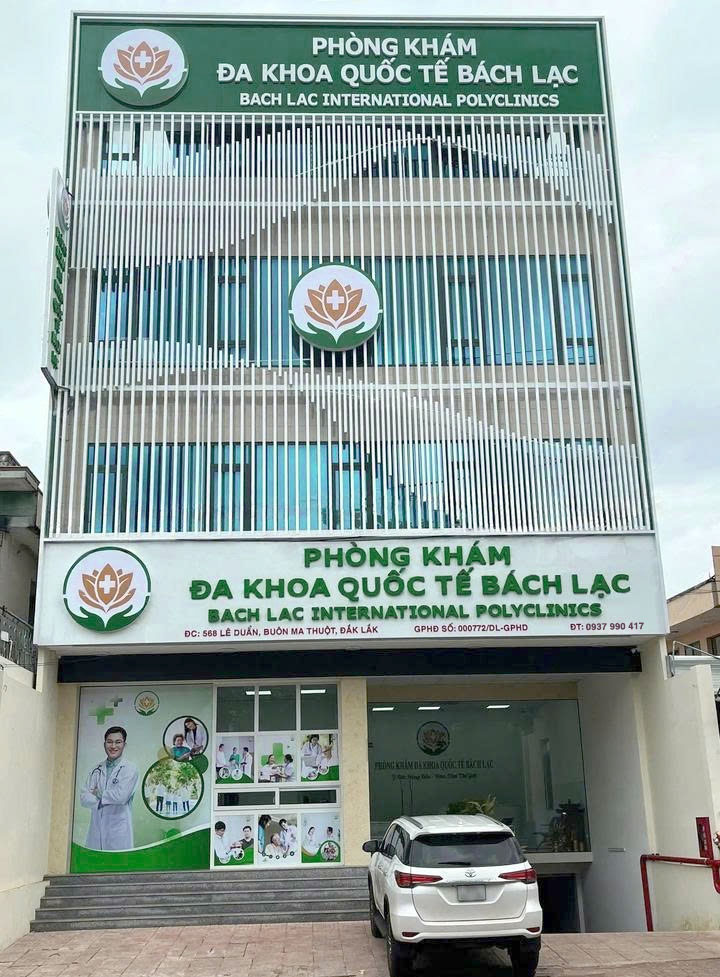 PHÒNG KHÁM
ĐA KHOA QUỐC TẾ BÁCH LẠC
BACH LAC INTERNATIONAL POLYCLINICS
PHÒNG KHÁM
ĐA KHOA QUỐC TẾ BÁCH LẠC
BACH LAC INTERNATIONAL POLYCLINICS
ĐC: 568 LÊ DUẨN, BUÔN MA THUỘT, ĐẮK LẮK GPHĐ SỐ: 000772/DL-GPHD ĐT: 0937 990 417
PHÒNG KHÁM ĐA KHOA QUỐC TẾ BÁCH LẠC